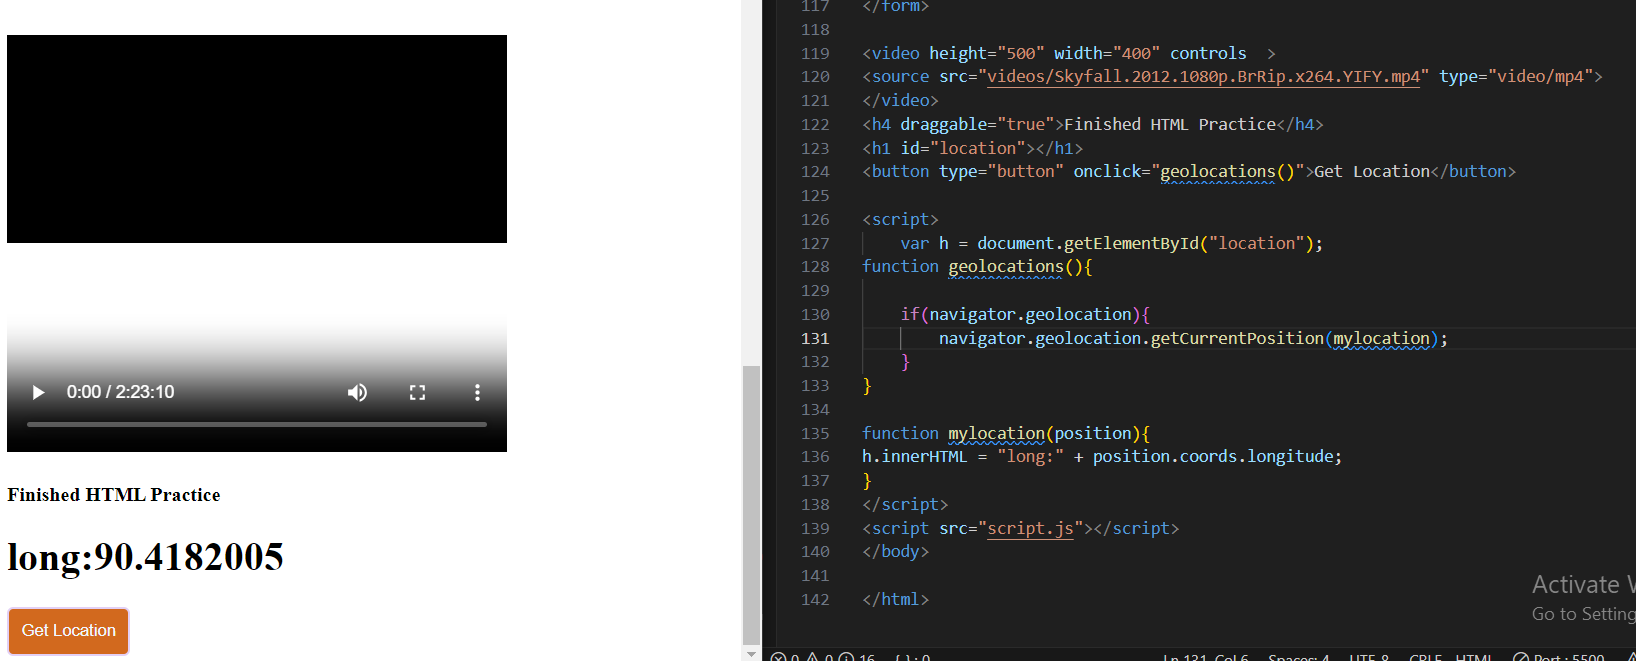 0:00 / 2:23:10
Finished HTML Practice
long:90.4182005
Get Location
117 </form>
118
119 <video height="500" width="400" controls  >
120 <source src="videos/Skyfall.2012.1080p.BrRip.x264.YIFY.mp4" type="video/mp4">
121 </video>
122 <h4 draggable="true">Finished HTML Practice</h4>
123 <h1 id="location"></h1>
124 <button type="button" onclick="geolocations()">Get Location</button>
125
126 <script>
127     var h = document.getElementById("location");
128 function geolocations(){
129
130     if(navigator.geolocation){
131         navigator.geolocation.getCurrentPosition(mylocation);
132     }
133 }
134
135 function mylocation(position){
136 h.innerHTML = "long:" + position.coords.longitude;
137 }
138 </script>
139 <script src="script.js"></script>
140 </body>
141
142 </html>
Activate
Go to Setting
0 0 16 { } : 0 Ln 131, Col 6 Spaces: 4 UTF-8 CRLF HTML Port : 5500